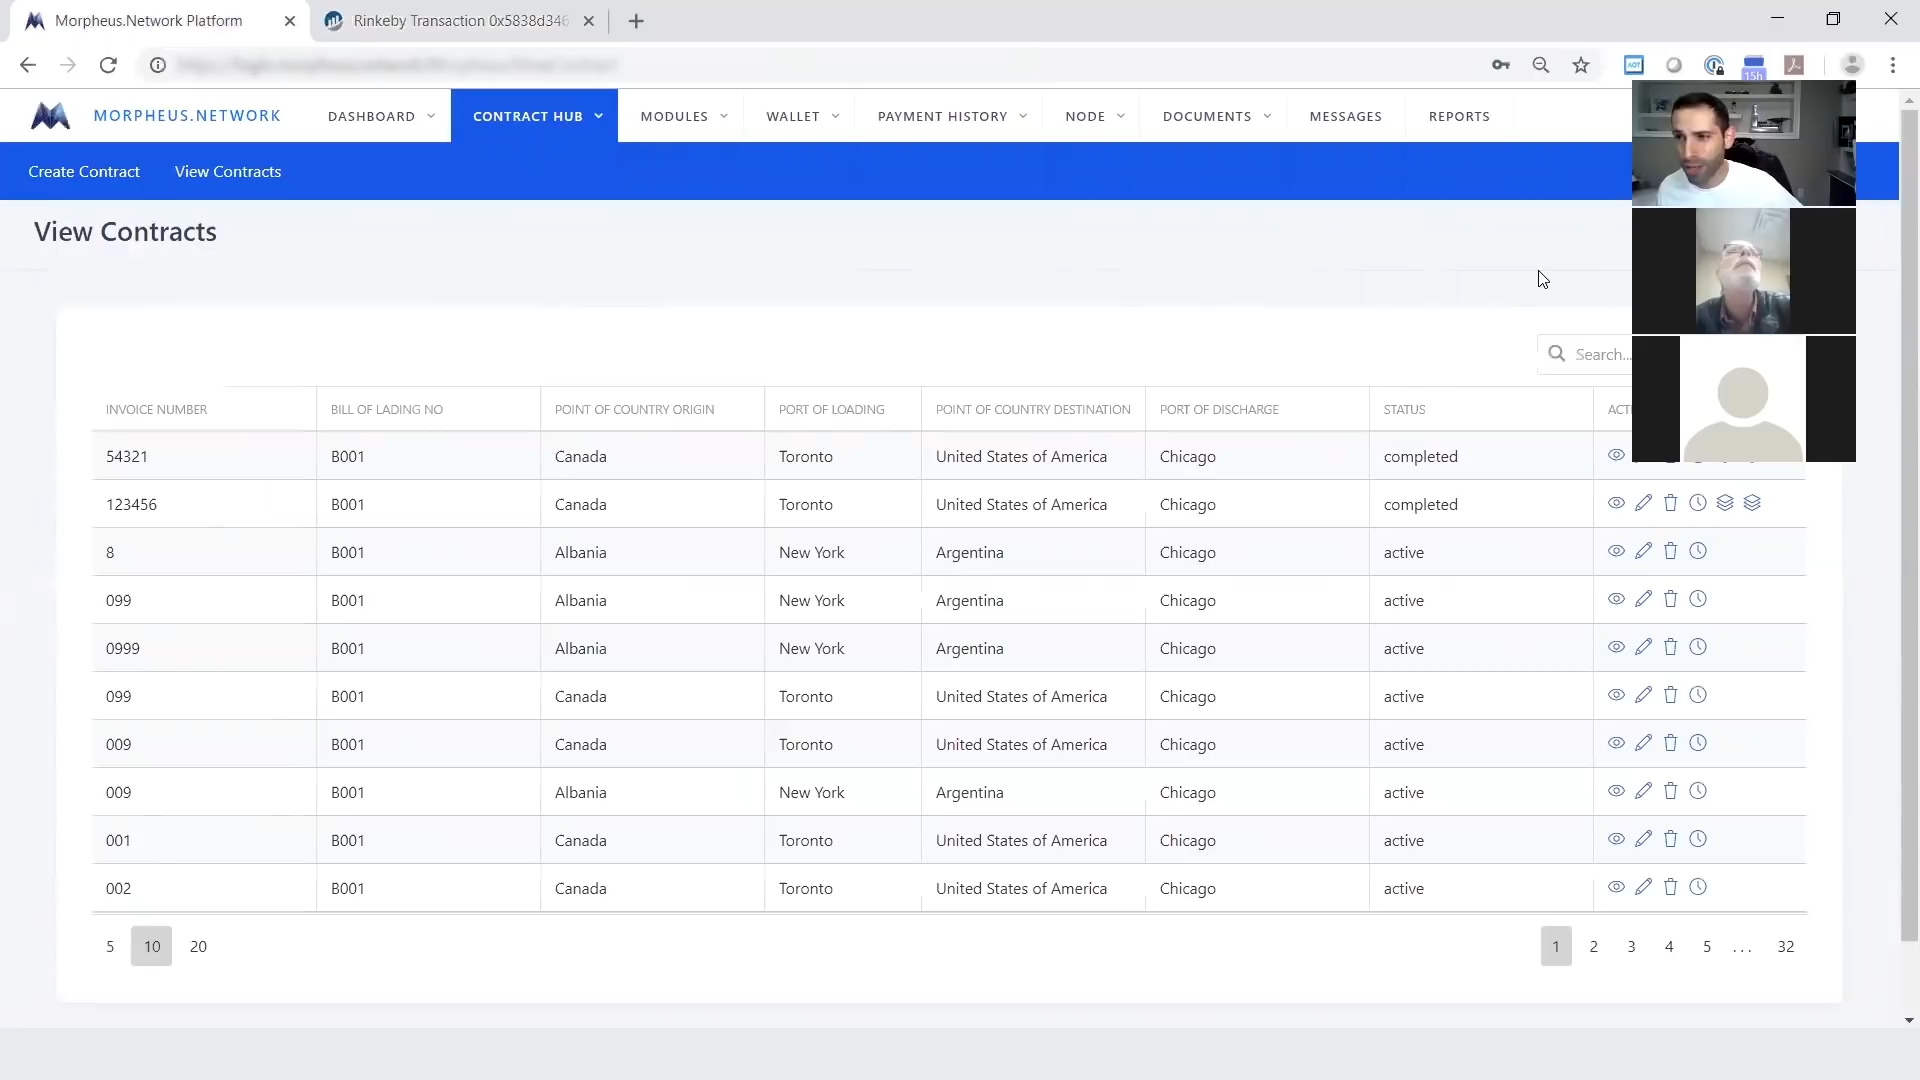 Morpheus.Network Platform
Rinkeby Transaction 0x5838d346
15h
MORPHEUS.NETWORK
DASHBOARD
CONTRACT HUB
MODULES
WALLET
PAYMENT HISTORY
NODE
DOCUMENTS
MESSAGES
REPORTS
Create Contract
View Contracts
View Contracts
Search...
INVOICE NUMBER BILL OF LADING NO POINT OF COUNTRY ORIGIN PORT OF LOADING POINT OF COUNTRY DESTINATION PORT OF DISCHARGE STATUS
54321 B001 Canada Toronto United States of America Chicago completed
123456 B001 Canada Toronto United States of America Chicago completed
8 B001 Albania New York Argentina Chicago active
099 B001 Albania New York Argentina Chicago active
0999 B001 Albania New York Argentina Chicago active
099 B001 Canada Toronto United States of America Chicago active
009 B001 Canada Toronto United States of America Chicago active
009 B001 Albania New York Argentina Chicago active
001 B001 Canada Toronto United States of America Chicago active
002 B001 Canada Toronto United States of America Chicago active
5 10 20
1 2 3 4 5 ... 32